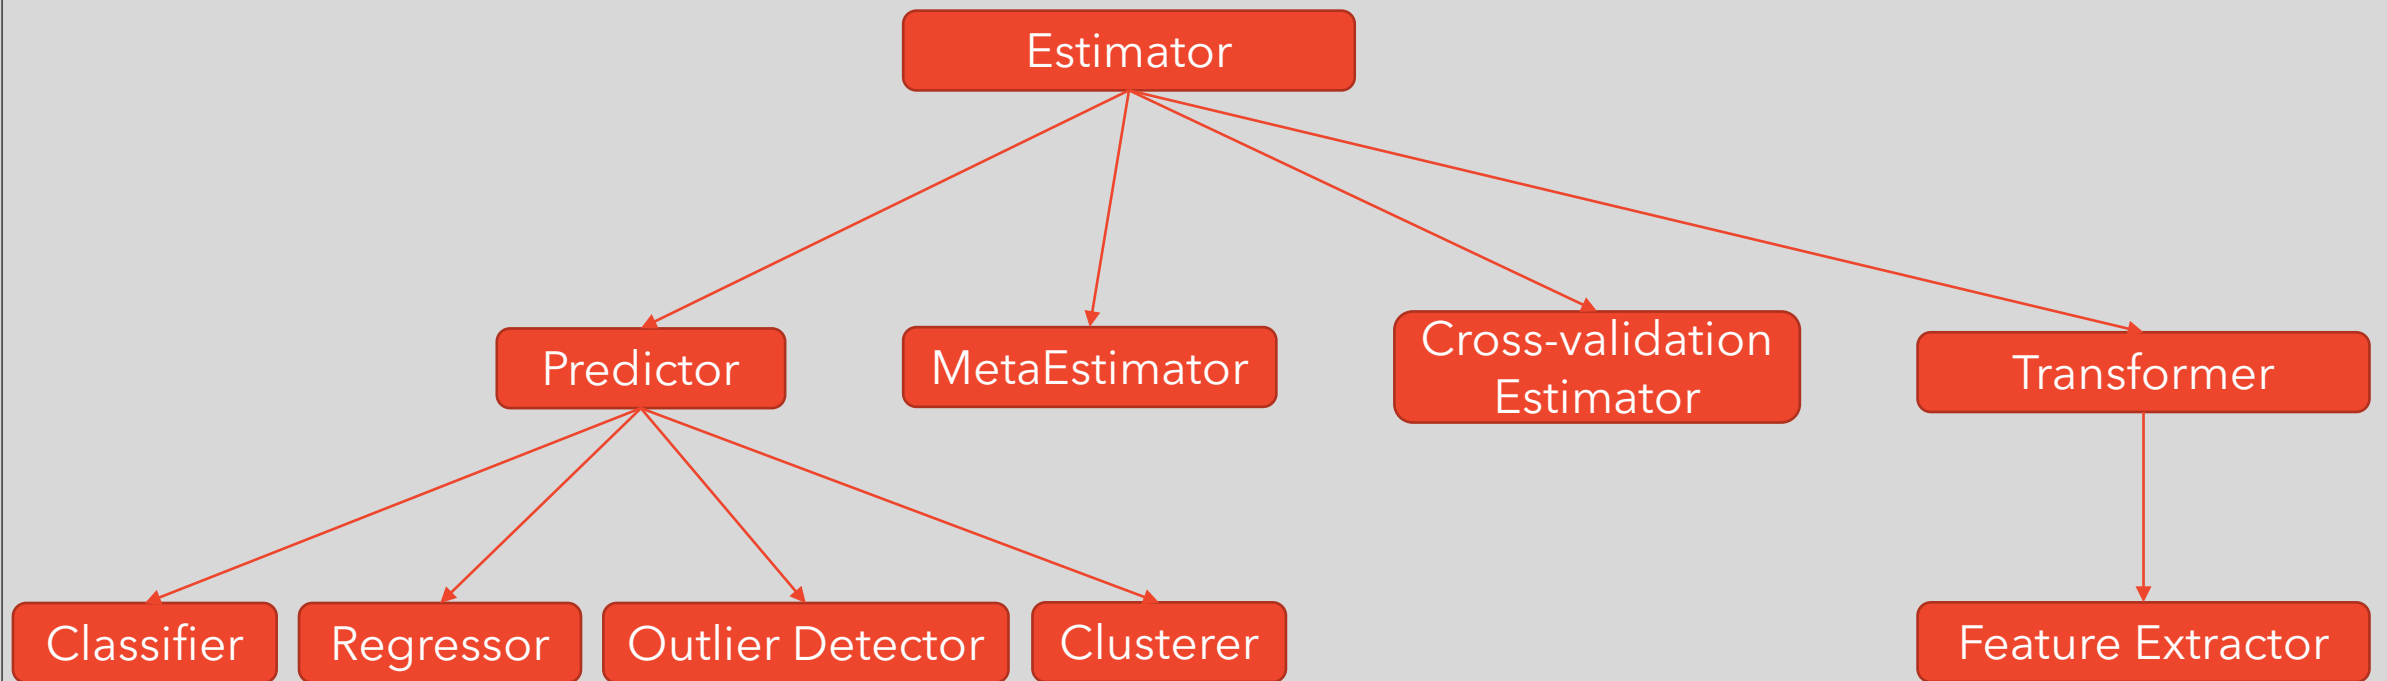 Estimator
Predictor
MetaEstimator
Cross-validation
Estimator
Transformer
Classifier
Regressor
Outlier Detector
Clusterer
Feature Extractor